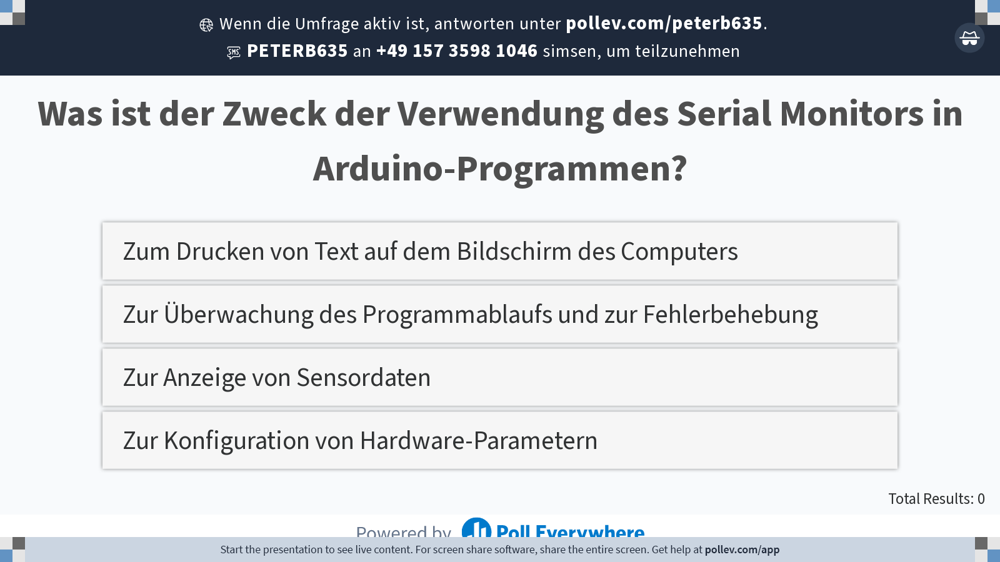 Wenn die Umfrage aktiv ist, antworten unter pollev.com/peterb635.
SMS PETERB635 an +49 157 3598 1046 simsen, um teilzunehmen
Was ist der Zweck der Verwendung des Serial Monitors in
Arduino-Programmen?
Zum Drucken von Text auf dem Bildschirm des Computers
Zur Überwachung des Programmablaufs und zur Fehlerbehebung
Zur Anzeige von Sensordaten
Zur Konfiguration von Hardware-Parametern
Total Results: 0
Powered by Poll Everywhere
Start the presentation to see live content. For screen share software, share the entire screen. Get help at pollev.com/app